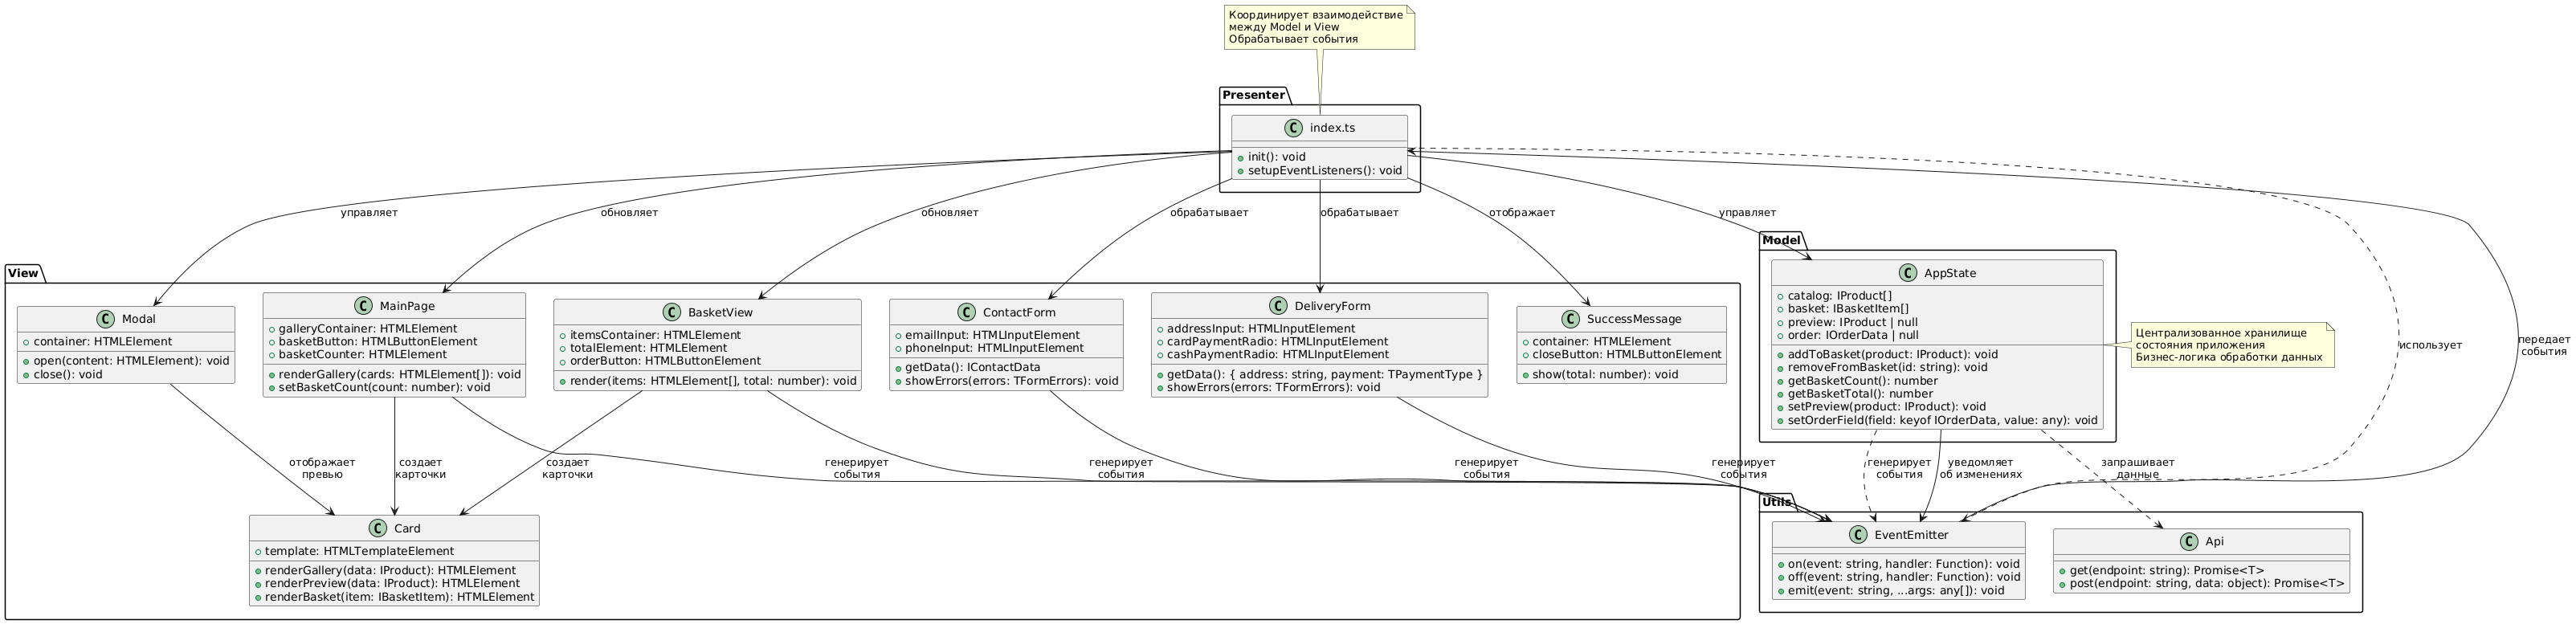 Координирует взаимодействие
между Model и View
Обрабатывает события
Presenter
C index.ts
init(): void
setupEventListeners(): void
управляет
обновляет
обновляет
обрабатывает
обрабатывает
отображает
управляет
использует
передает
события
View
C Modal
container: HTMLElement
open(content: HTMLElement): void
close(): void
C MainPage
galleryContainer: HTMLElement
basketButton: HTMLButtonElement
basketCounter: HTMLElement
renderGallery(cards: HTMLElement[]): void
setBasketCount(count: number): void
C BasketView
itemsContainer: HTMLElement
totalElement: HTMLElement
orderButton: HTMLButtonElement
render(items: HTMLElement[], total: number): void
C ContactForm
emailInput: HTMLInputElement
phoneInput: HTMLInputElement
getData(): IContactData
showErrors(errors: TFormErrors): void
C DeliveryForm
addressInput: HTMLInputElement
cardPaymentRadio: HTMLInputElement
cashPaymentRadio: HTMLInputElement
getData(): { address: string, payment: TPaymentType }
showErrors(errors: TFormErrors): void
C SuccessMessage
container: HTMLElement
closeButton: HTMLButtonElement
show(total: number): void
Model
C AppState
catalog: IProduct[]
basket: IBasketItem[]
preview: IProduct | null
order: IOrderData | null
addToBasket(product: IProduct): void
removeFromBasket(id: string): void
getBasketCount(): number
getBasketTotal(): number
setPreview(product: IProduct): void
setOrderField(field: keyof IOrderData, value: any): void
Централизованное хранилище
состояния приложения
Бизнес-логика обработки данных
отображает
превью
создает
карточки
создает
карточки
генерирует
события
генерирует
события
генерирует
события
генерирует
события
генерирует
события
уведомляет
об изменениях
запрашивает
данные
C Card
template: HTMLTemplateElement
renderGallery(data: IProduct): HTMLElement
renderPreview(data: IProduct): HTMLElement
renderBasket(item: IBasketItem): HTMLElement
Utils
C EventEmitter
on(event: string, handler: Function): void
off(event: string, handler: Function): void
emit(event: string, ...args: any[]): void
C Api
get(endpoint: string): Promise<T>
post(endpoint: string, data: object): Promise<T>